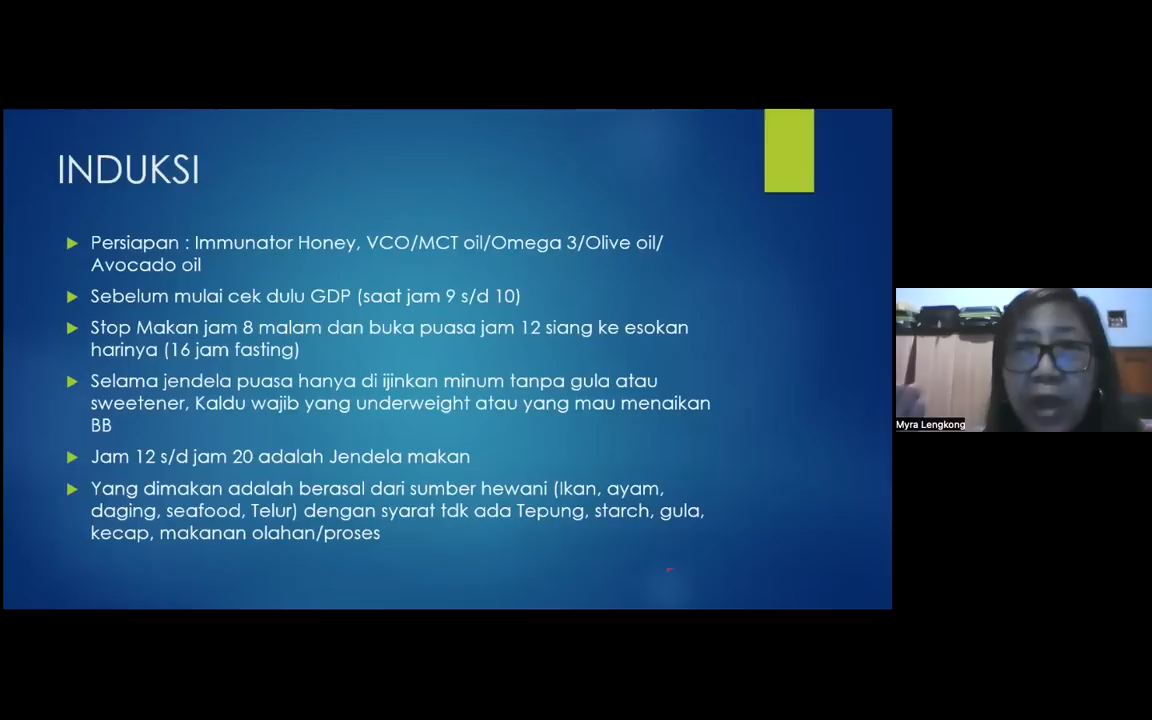 INDUKSI
Persiapan : Immunator Honey, VCO/MCT oil/Omega 3/Olive oil/
Avocado oil
Sebelum mulai cek dulu GDP (saat jam 9 s/d 10)
Stop Makan jam 8 malam dan buka puasa jam 12 siang ke esokan
harinya (16 jam fasting)
Selama jendela puasa hanya di ijinkan minum tanpa gula atau
sweetener, Kaldu wajib yang underweight atau yang mau menaikan
BB
Jam 12 s/d jam 20 adalah Jendela makan
Yang dimakan adalah berasal dari sumber hewani (Ikan, ayam,
daging, seafood, Telur) dengan syarat tdk ada Tepung, starch, gula,
kecap, makanan olahan/proses
Myra Lengkong